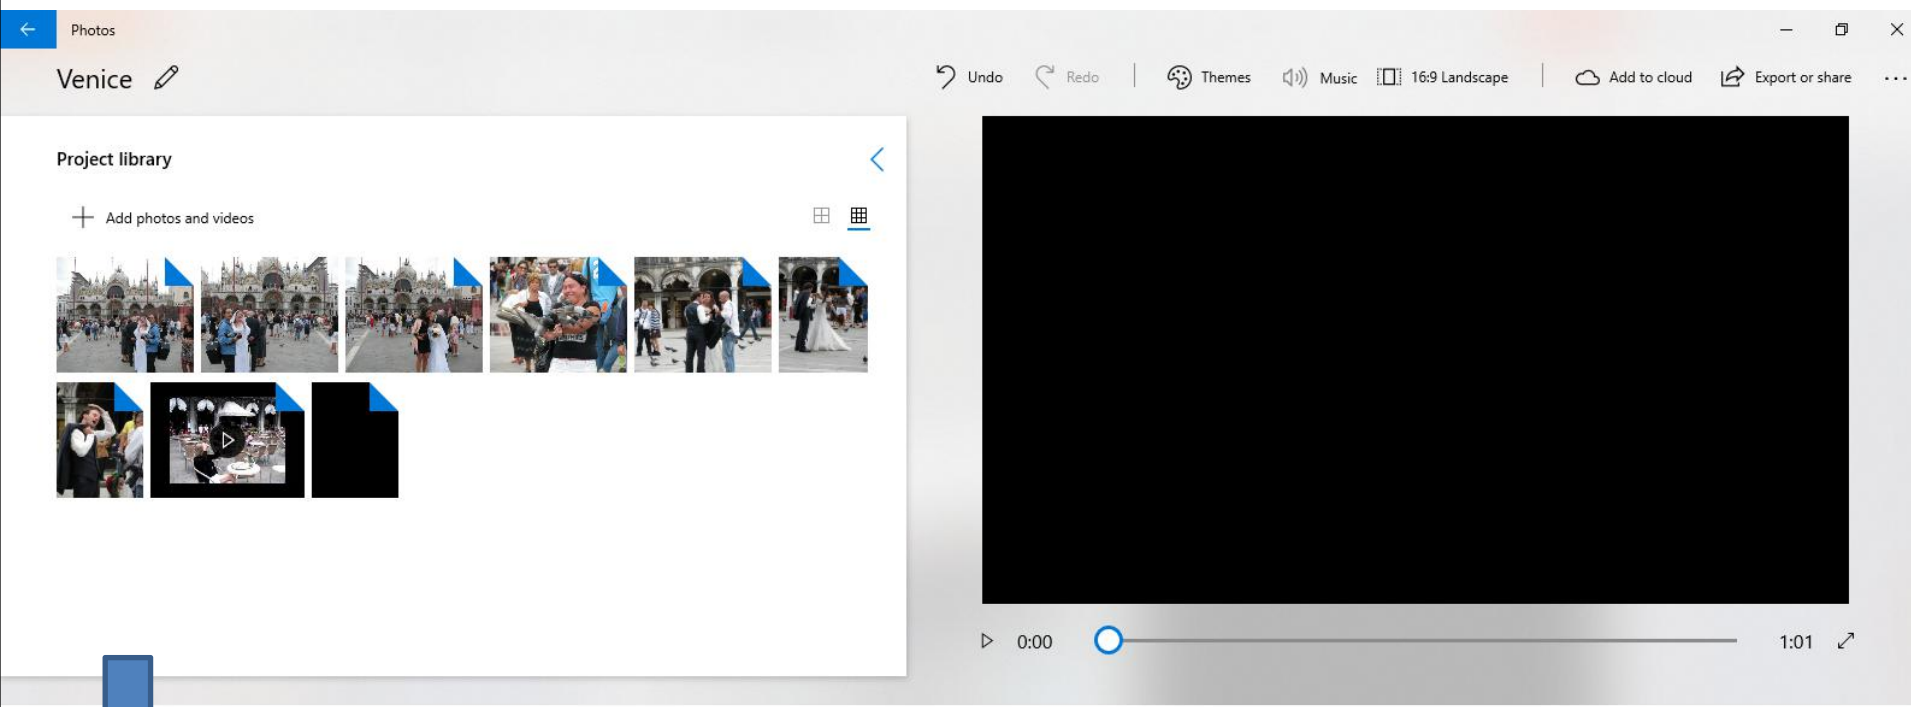 Photos
Venice
Undo Redo Themes Music 16:9 Landscape Add to cloud Export or share ...
Project library
Add photos and videos
0:00 1:01